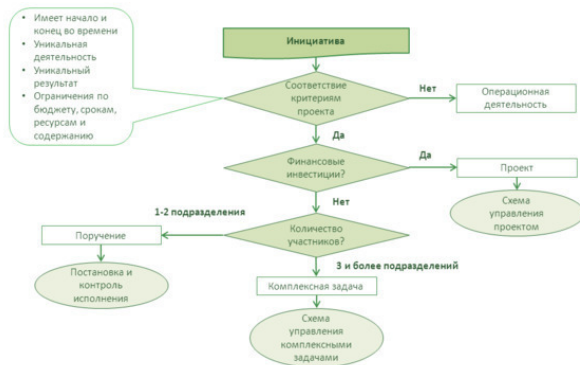 • Имеет начало и
конец во времени
• Уникальная
деятельность
• Уникальный
результат
• Ограничения по
бюджету, срокам,
ресурсам и
содержанию
Инициатива
Соответствие
критериям
проекта
Нет
Операционная
деятельность
Да
Финансовые
инвестиции?
Да
Проект
Схема
управления
проектом
Нет
1-2 подразделения
Количество
участников?
Поручение
Постановка и
контроль
исполнения
3 и более подразделений
Комплексная задача
Схема
управления
комплексными
задачами